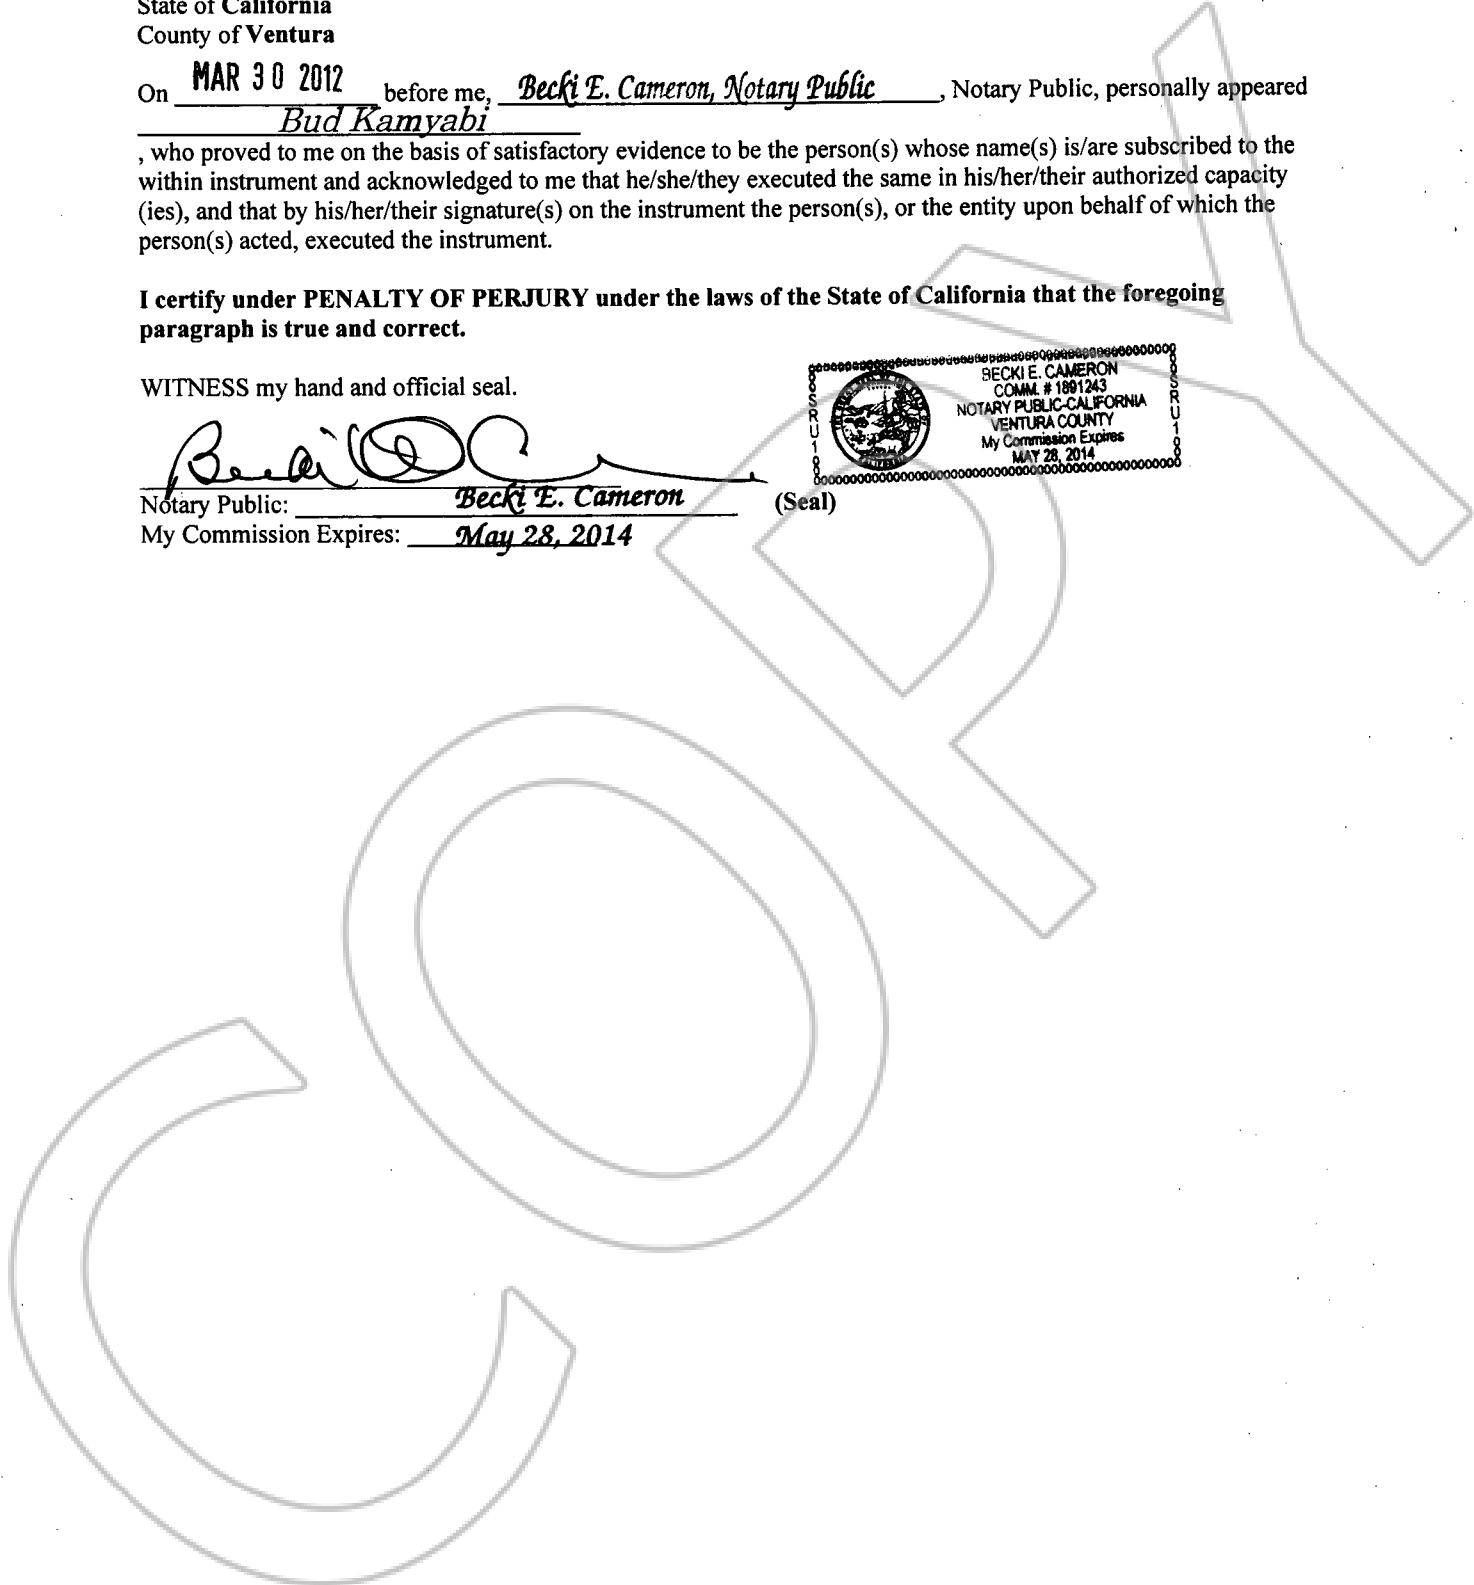 State of California
County of Ventura
On MAR 30 2012 before me, Becki E. Cameron, Notary Public , Notary Public, personally appeared
Bud Kamyabi
, who proved to me on the basis of satisfactory evidence to be the person(s) whose name(s) is/are subscribed to the
within instrument and acknowledged to me that he/she/they executed the same in his/her/their authorized capacity
(ies), and that by his/her/their signature(s) on the instrument the person(s), or the entity upon behalf of which the
person(s) acted, executed the instrument.
I certify under PENALTY OF PERJURY under the laws of the State of California that the foregoing
paragraph is true and correct.
WITNESS my hand and official seal.
BECKI E. CAMERON
COMM. # 1891243
NOTARY PUBLIC-CALIFORNIA
VENTURA COUNTY
My Commission Expires
MAY 28, 2014
Notary Public: Becki E. Cameron (Seal)
My Commission Expires: May 28, 2014
COPY